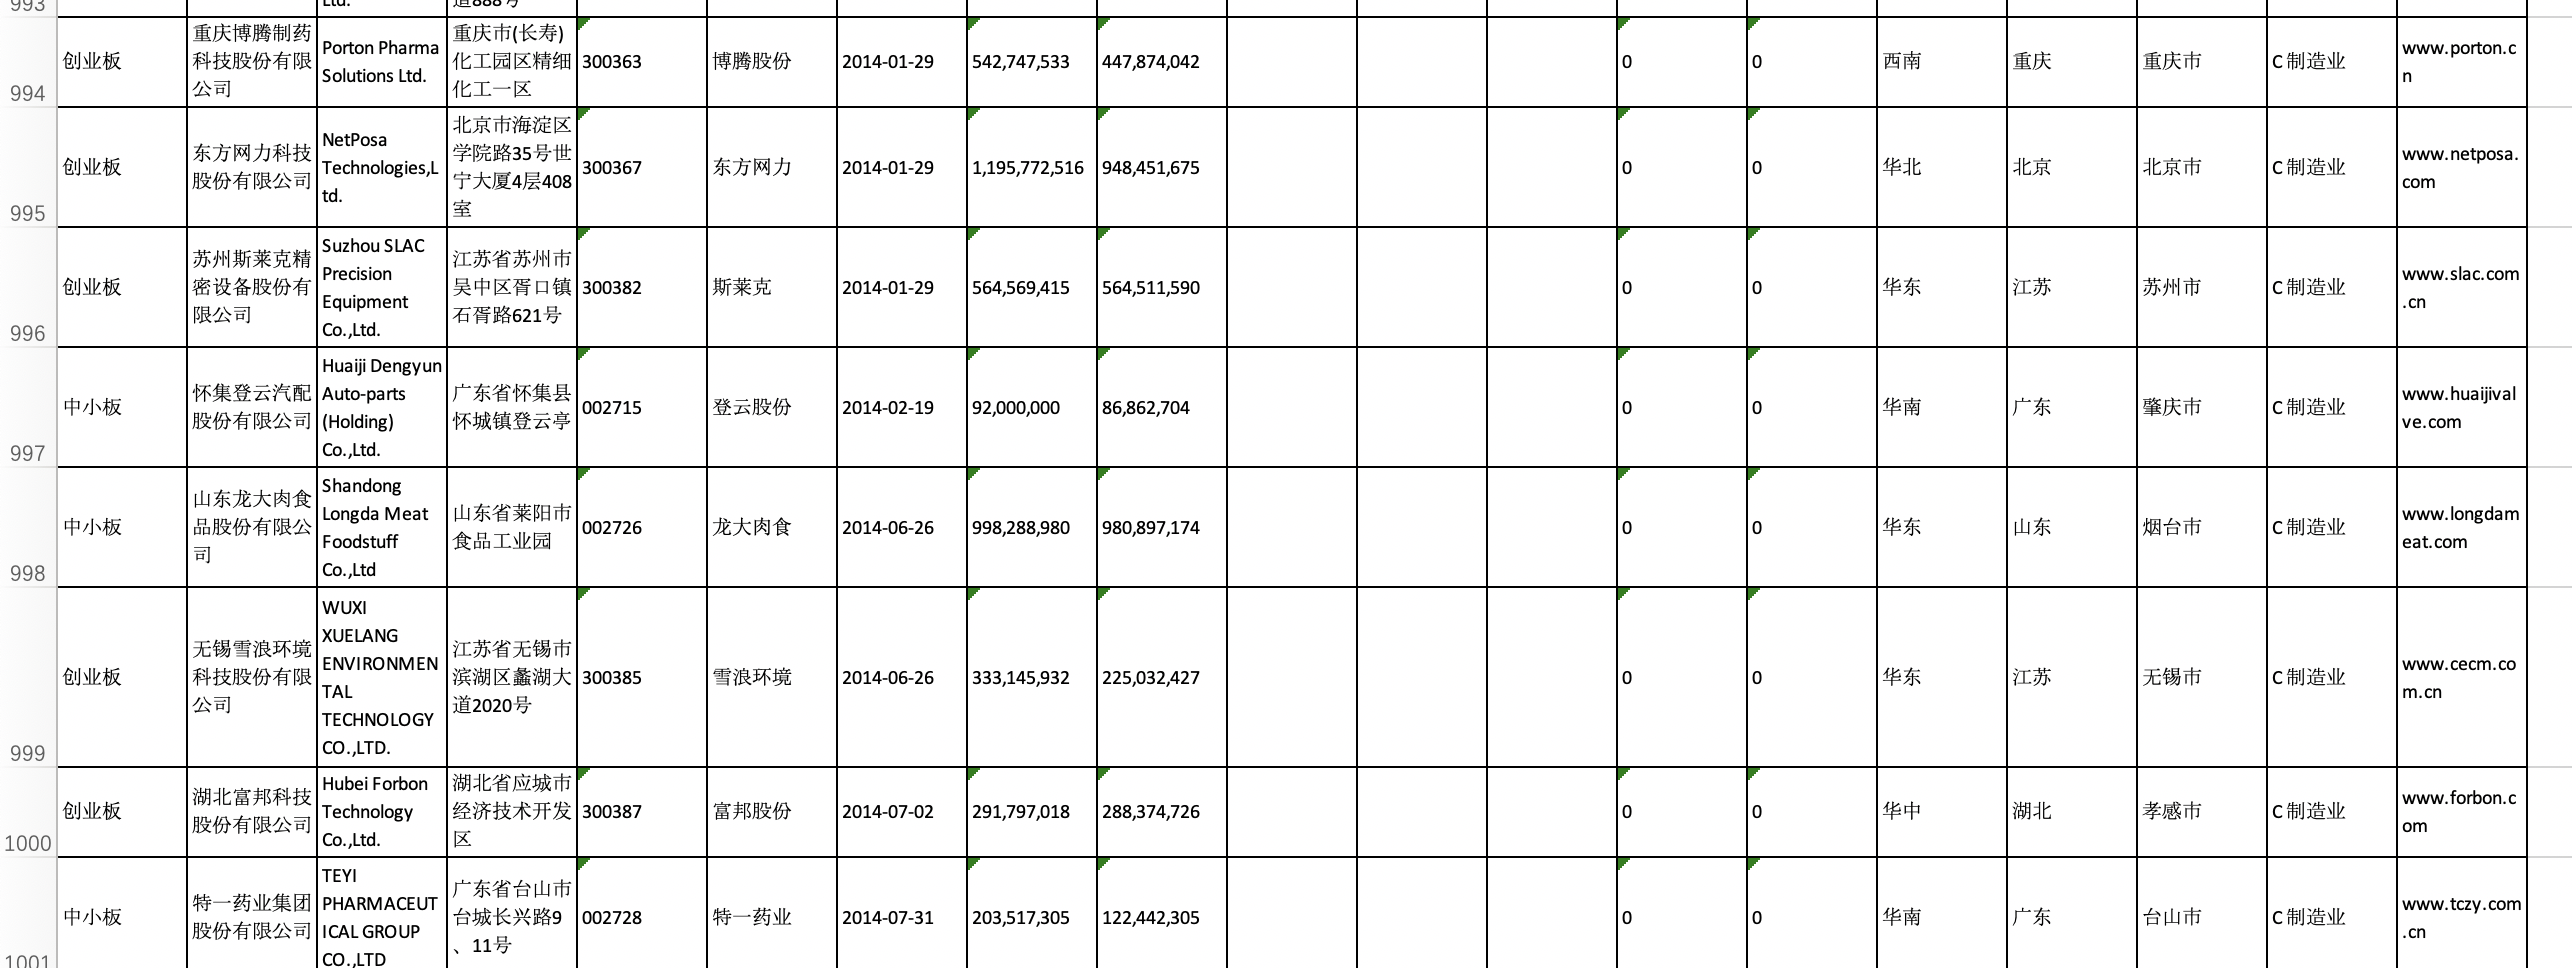 993
Ltd.
道888号
994
创业板
重庆博腾制药
科技股份有限
公司
Porton Pharma
Solutions Ltd.
重庆市(长寿)
化工园区精细
化工一区
300363
博腾股份
2014-01-29
542,747,533
447,874,042
0
0
西南
重庆
重庆市
C 制造业
www.porton.c
n
995
创业板
东方网力科技
股份有限公司
NetPosa
Technologies,L
td.
北京市海淀区
学院路35号世
宁大厦4层408
室
300367
东方网力
2014-01-29
1,195,772,516
948,451,675
0
0
华北
北京
北京市
C 制造业
www.netposa.
com
996
创业板
苏州斯莱克精
密设备股份有
限公司
Suzhou SLAC
Precision
Equipment
Co.,Ltd.
江苏省苏州市
吴中区胥口镇
石胥路621号
300382
斯莱克
2014-01-29
564,569,415
564,511,590
0
0
华东
江苏
苏州市
C 制造业
www.slac.com
.cn
997
中小板
怀集登云汽配
股份有限公司
Huaiji Dengyun
Auto-parts
(Holding)
Co.,Ltd.
广东省怀集县
怀城镇登云亭
002715
登云股份
2014-02-19
92,000,000
86,862,704
0
0
华南
广东
肇庆市
C 制造业
www.huaijival
ve.com
998
中小板
山东龙大肉食
品股份有限公
司
Shandong
Longda Meat
Foodstuff
Co.,Ltd
山东省莱阳市
食品工业园
002726
龙大肉食
2014-06-26
998,288,980
980,897,174
0
0
华东
山东
烟台市
C 制造业
www.longdam
eat.com
999
创业板
无锡雪浪环境
科技股份有限
公司
WUXI
XUELANG
ENVIRONMEN
TAL
TECHNOLOGY
CO.,LTD.
江苏省无锡市
滨湖区蠡湖大
道2020号
300385
雪浪环境
2014-06-26
333,145,932
225,032,427
0
0
华东
江苏
无锡市
C 制造业
www.cecm.co
m.cn
1000
创业板
湖北富邦科技
股份有限公司
Hubei Forbon
Technology
Co.,Ltd.
湖北省应城市
经济技术开发
区
300387
富邦股份
2014-07-02
291,797,018
288,374,726
0
0
华中
湖北
孝感市
C 制造业
www.forbon.c
om
1001
中小板
特一药业集团
股份有限公司
TEYI
PHARMACEUT
ICAL GROUP
CO.,LTD
广东省台山市
台城长兴路9
、11号
002728
特一药业
2014-07-31
203,517,305
122,442,305
0
0
华南
广东
台山市
C 制造业
www.tczy.com
.cn